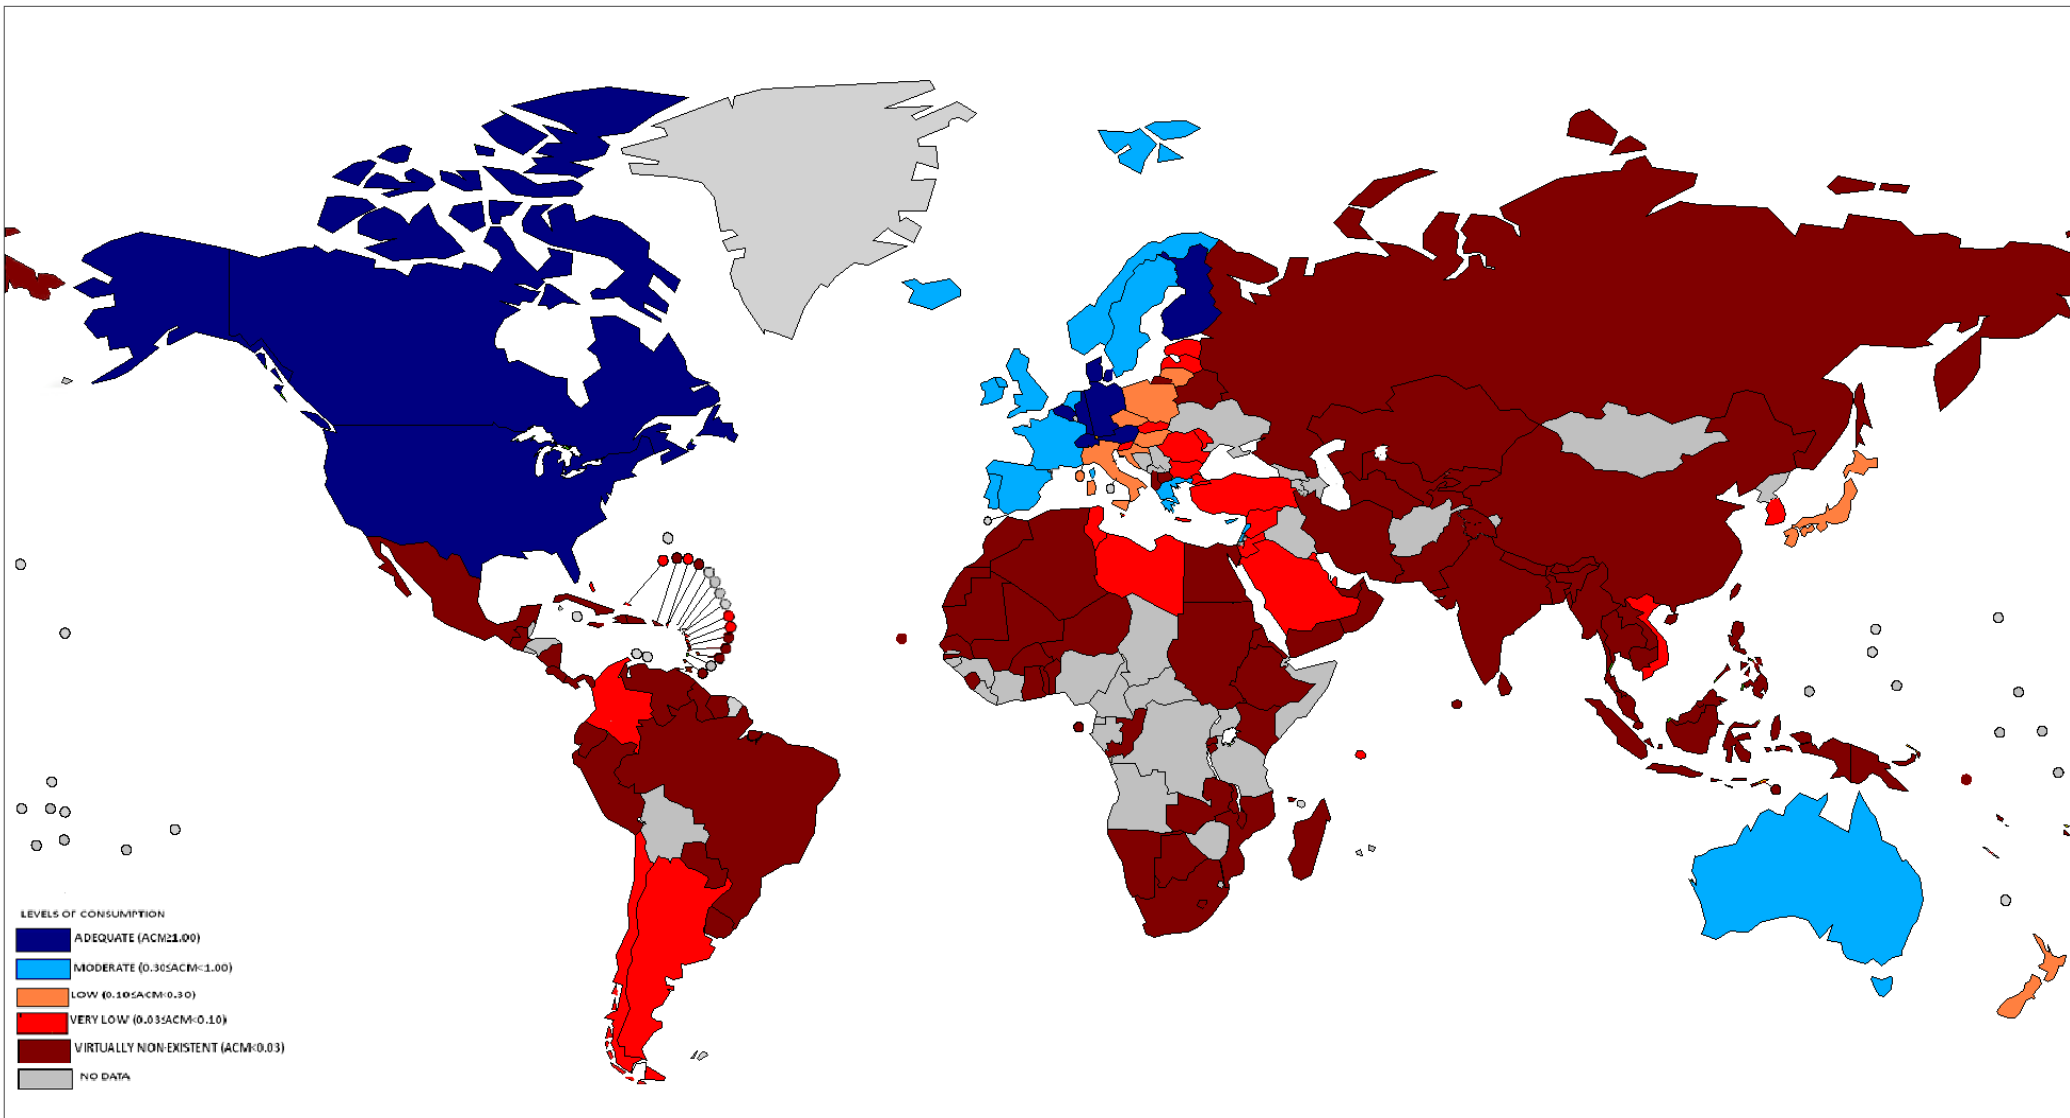 LEVELS OF CONSUMPTION
ADEQUATE (ACM≥1.00)
MODERATE (0.30≤ACM<1.00)
LOW (0.10≤ACM<0.30)
VERY LOW (0.03≤ACM<0.10)
VIRTUALLY NON-EXISTENT (ACM<0.03)
NO DATA